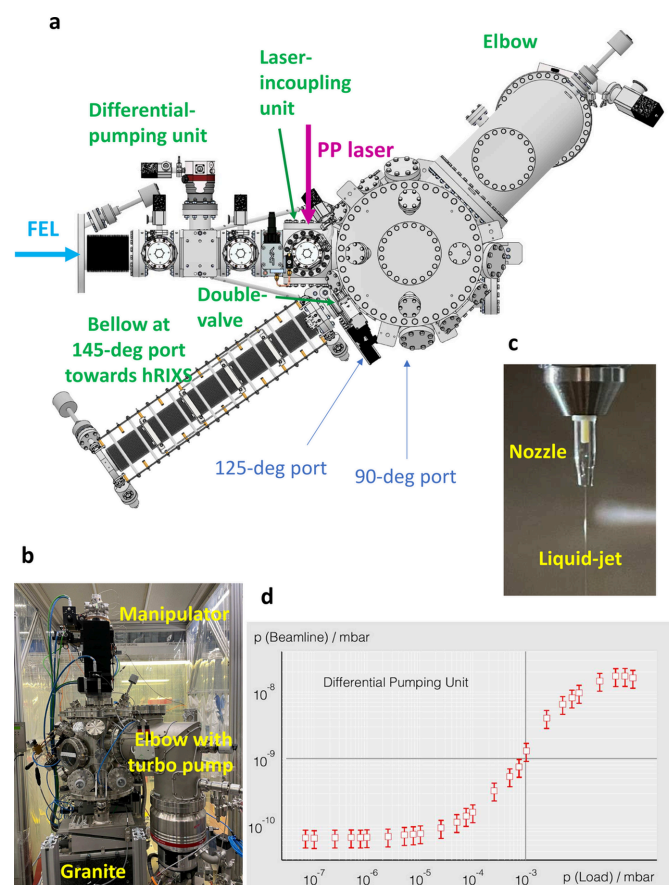 a
Elbow
Laser-
incoupling
unit
Differential-
pumping unit
PP laser
FEL
Double-
valve
Bellow at
145-deg port
towards hRIXS
125-deg port
90-deg port
c
Nozzle
Liquid-jet
b
Manipulator
Elbow with
turbo pump
Granite
d
p (Beamline) / mbar
Differential Pumping Unit
10⁻⁸
10⁻⁹
10⁻¹⁰
10⁻⁷ 10⁻⁶ 10⁻⁵ 10⁻⁴ 10⁻³ p (Load) / mbar